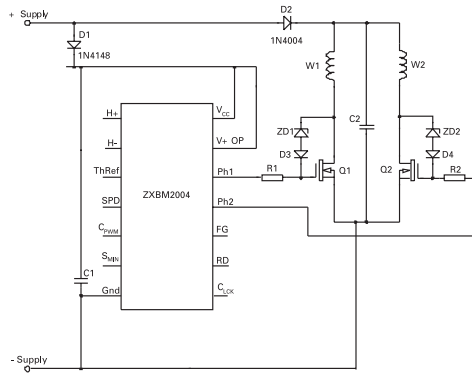 + Supply
D1
1N4148
D2
1N4004
W1
W2
C2
ZD1
D3
ZD2
D4
R1
Q1
Q2
R2
ZXBM2004
H+
H-
ThRef
SPD
CPWM
SMIN
Gnd
VCC
V+ OP
Ph1
Ph2
FG
RD
CLCK
C1
- Supply